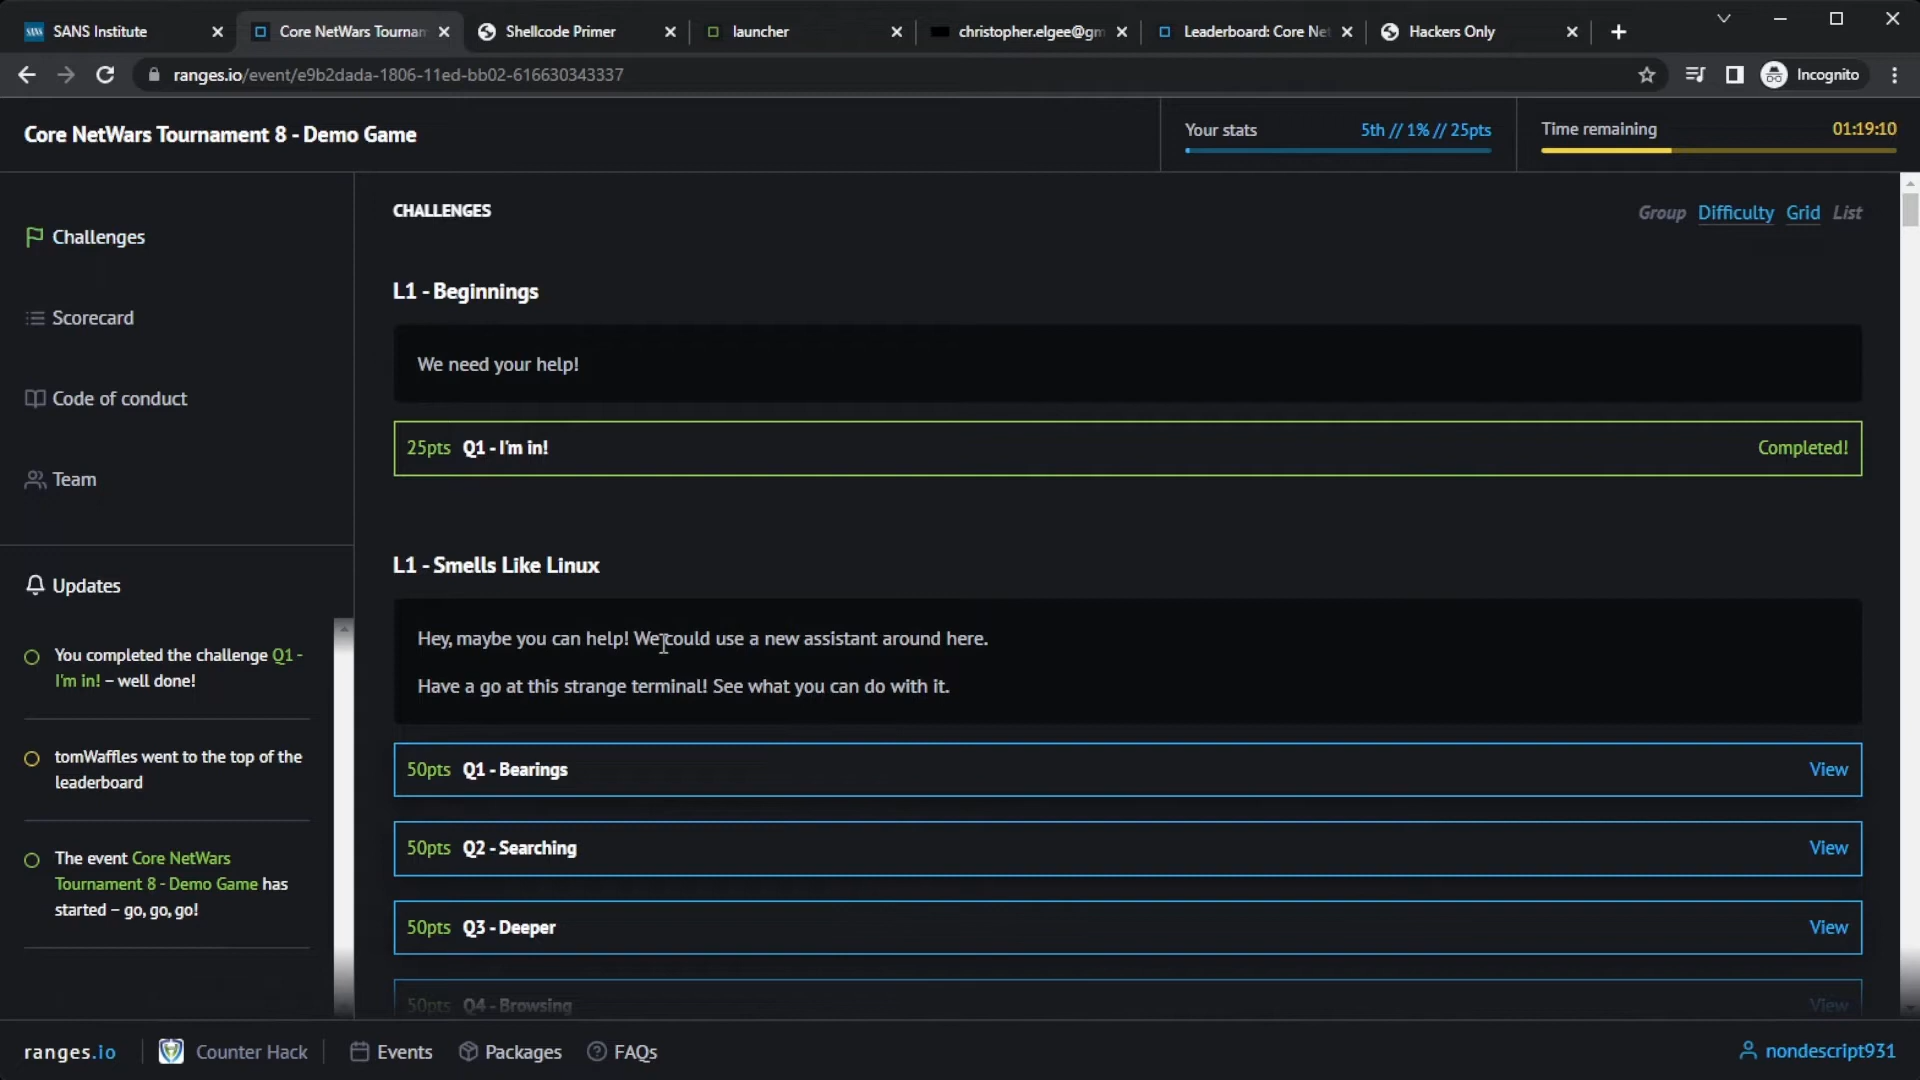 SANS Institute
Core NetWars Tournam
Shellcode Primer
launcher
christopher.elgee@gm
Leaderboard: Core Ne
Hackers Only
ranges.io/event/e9b2dada-1806-11ed-bb02-616630343337
Incognito
Core NetWars Tournament 8 - Demo Game
Your stats
5th // 1% // 25pts
Time remaining
01:19:10
Challenges
Scorecard
Code of conduct
Team
Updates
You completed the challenge Q1 -
I'm in! – well done!
tomWaffles went to the top of the
leaderboard
The event Core NetWars
Tournament 8 - Demo Game has
started – go, go, go!
CHALLENGES
Group Difficulty Grid List
L1 - Beginnings
We need your help!
25pts Q1 - I'm in! Completed!
L1 - Smells Like Linux
Hey, maybe you can help! We could use a new assistant around here.
Have a go at this strange terminal! See what you can do with it.
50pts Q1 - Bearings View
50pts Q2 - Searching View
50pts Q3 - Deeper View
50pts Q4 - Browsing View
ranges.io
Counter Hack
Events
Packages
FAQs
nondescript931